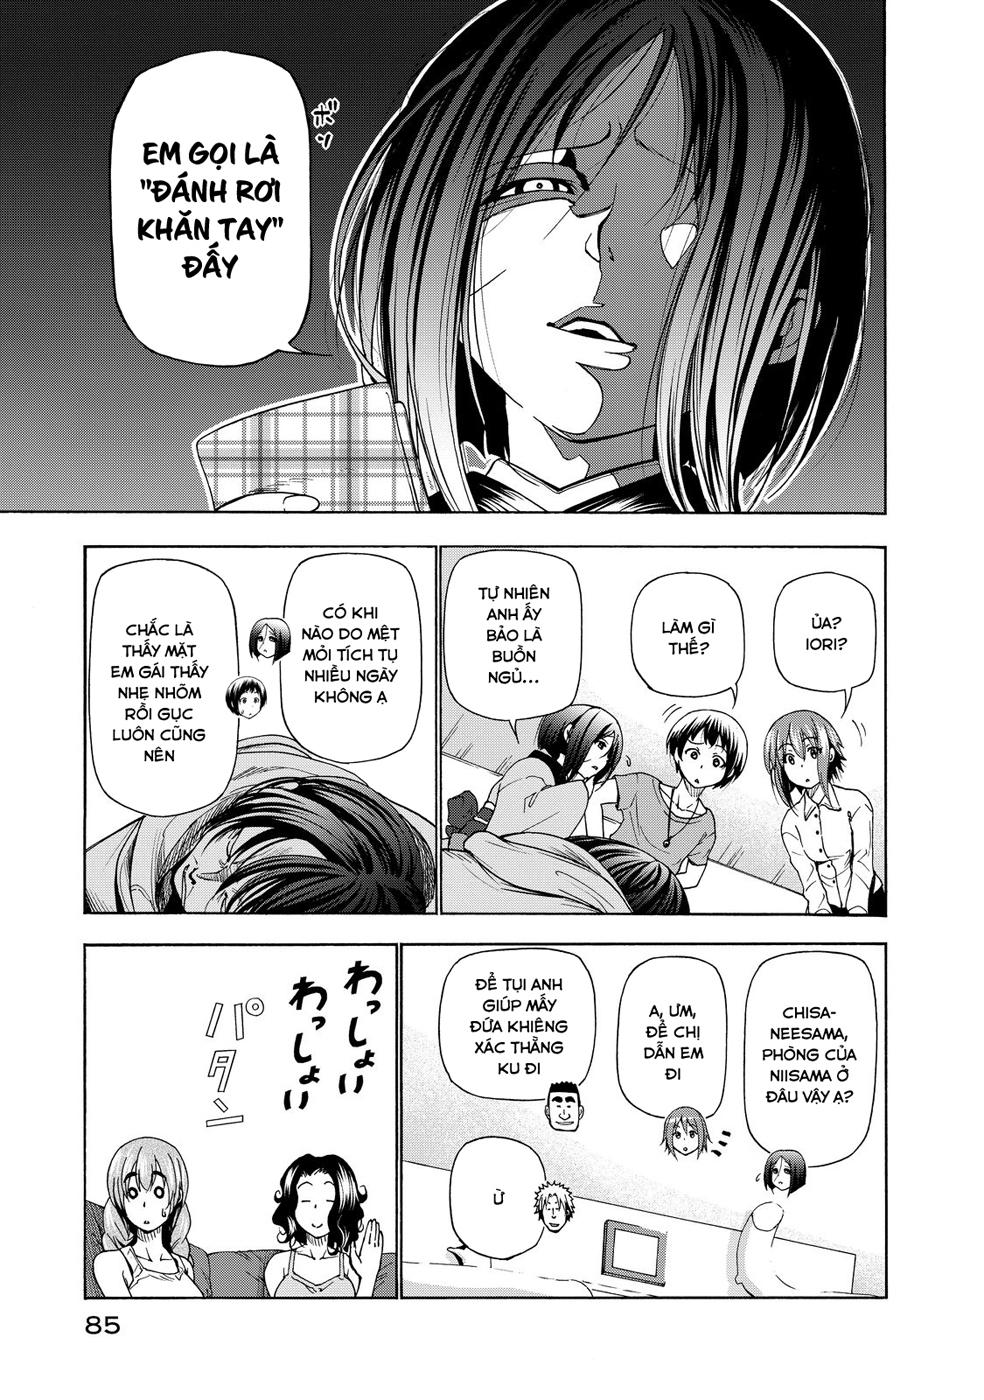 EM GỌI LÀ
"ĐÁNH RƠI
KHĂN TAY"
ĐẤY
ボソ
ỦA?
IORI?
LÀM GÌ
THẾ?
TỰ NHIÊN
ANH ẤY
BẢO LÀ
BUỒN
NGỦ...
CÓ KHI
NÀO DO MỆT
MỎI TÍCH TỤ
NHIỀU NGÀY
KHÔNG Ạ
CHẮC LÀ
THẤY MẶT
EM GÁI THẤY
NHẸ NHÕM
RỒI GỤC
LUÔN CŨNG
NÊN
CHISA-
NEESAMA,
PHÒNG CỦA
NIISAMA Ở
ĐÂU VẬY Ạ?
A, ƯM,
ĐỂ CHỊ
DẪN EM
ĐI
ĐỂ TỤI ANH
GIÚP MẤY
ĐỨA KHIÊNG
XÁC THẰNG
KU ĐI
Ừ
わっしょい
わっしょい
パタン
85